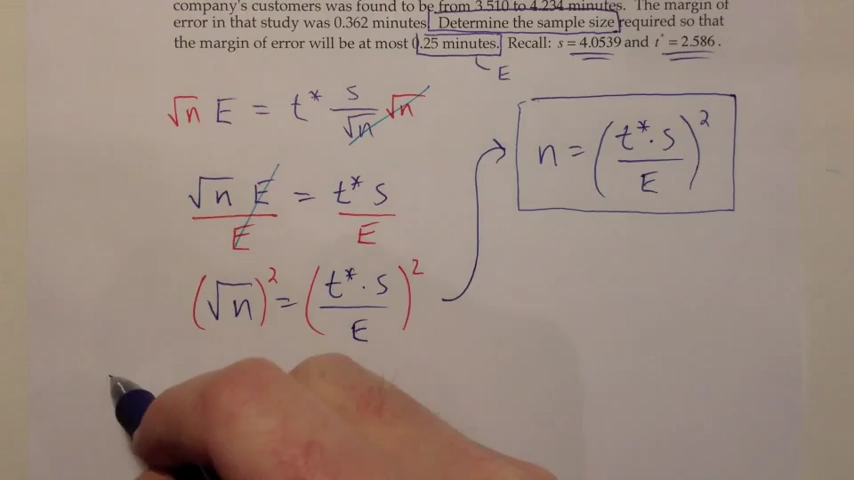 company's customers was found to be from 3.510 to 4.234 minutes. The margin of
error in that study was 0.362 minutes. Determine the sample size required so that
the margin of error will be at most 0.25 minutes. Recall: s = 4.0539 and t* = 2.586.
E
√n E = t* s/√n √n
√n E / E = t* s / E
(√n)² = (t* · s / E)²
n = (t* · s / E)²